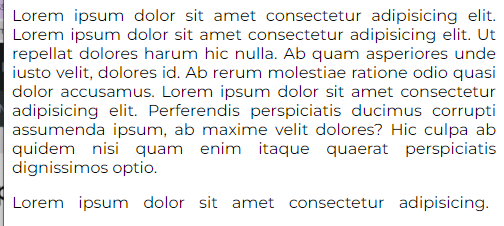 Lorem ipsum dolor sit amet consectetur adipisicing elit.
Lorem ipsum dolor sit amet consectetur adipisicing elit. Ut
repellat dolores harum hic nulla. Ab quam asperiores unde
iusto velit, dolores id. Ab rerum molestiae ratione odio quasi
dolor accusamus. Lorem ipsum dolor sit amet consectetur
adipisicing elit. Perferendis perspiciatis ducimus corrupti
assumenda ipsum, ab maxime velit dolores? Hic culpa ab
quidem nisi quam enim itaque quaerat perspiciatis
dignissimos optio.
Lorem ipsum dolor sit amet consectetur adipisicing.